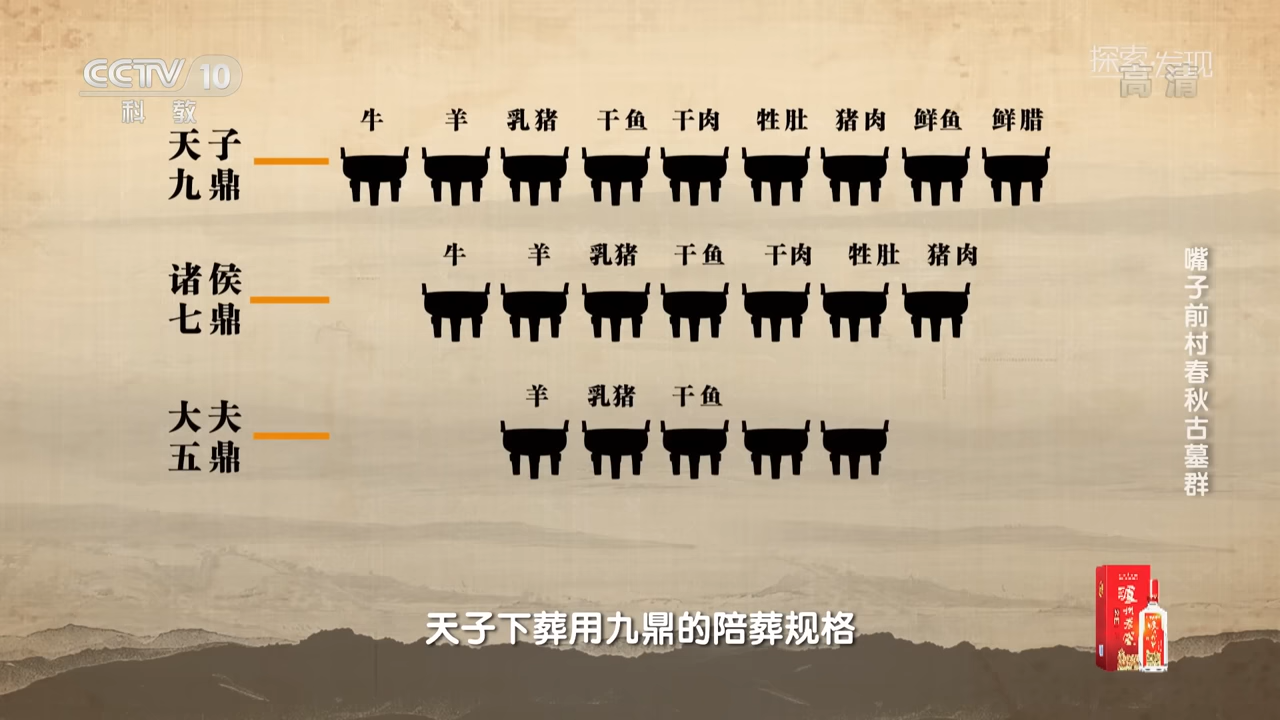 CCTV 10
科教
探索发现
高清
牛 羊 乳猪 干鱼 干肉 牲肚 猪肉 鲜鱼 鲜腊
天子
九鼎
牛 羊 乳猪 干鱼 干肉 牲肚 猪肉
诸侯
七鼎
羊 乳猪 干鱼
大夫
五鼎
嘴子前村春秋古墓群
天子下葬用九鼎的陪葬规格